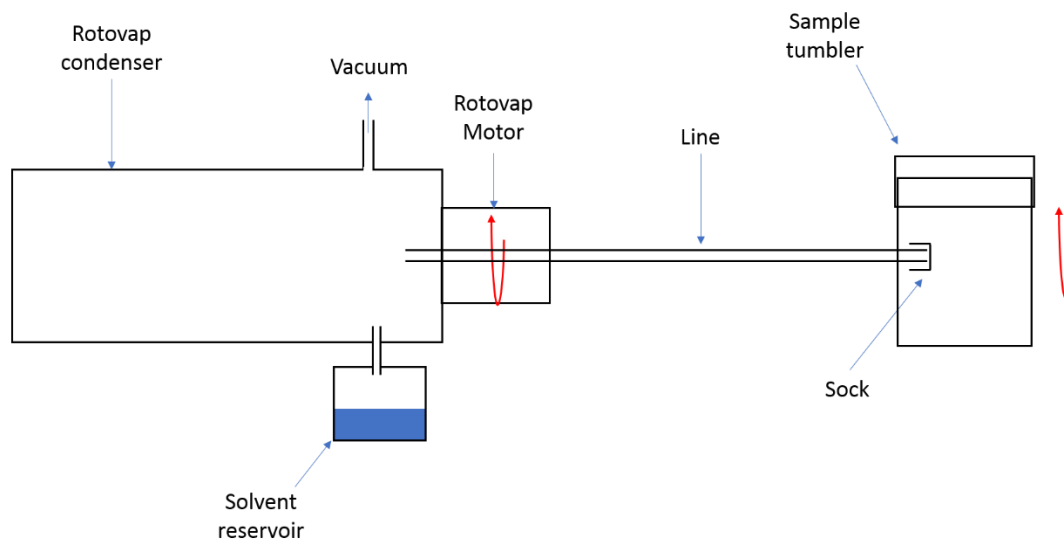 Rotovap
condenser
Vacuum
Rotovap
Motor
Line
Sample
tumbler
Sock
Solvent
reservoir